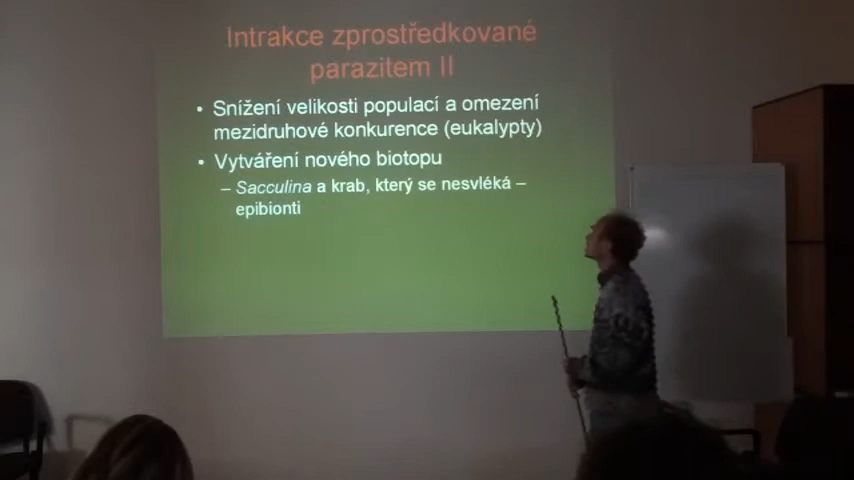 Intrakce zprostředkované
parazitem II
• Snížení velikosti populací a omezení
mezidruhové konkurence (eukalypty)
• Vytváření nového biotopu
– Sacculina a krab, který se nesvléká –
epibionti